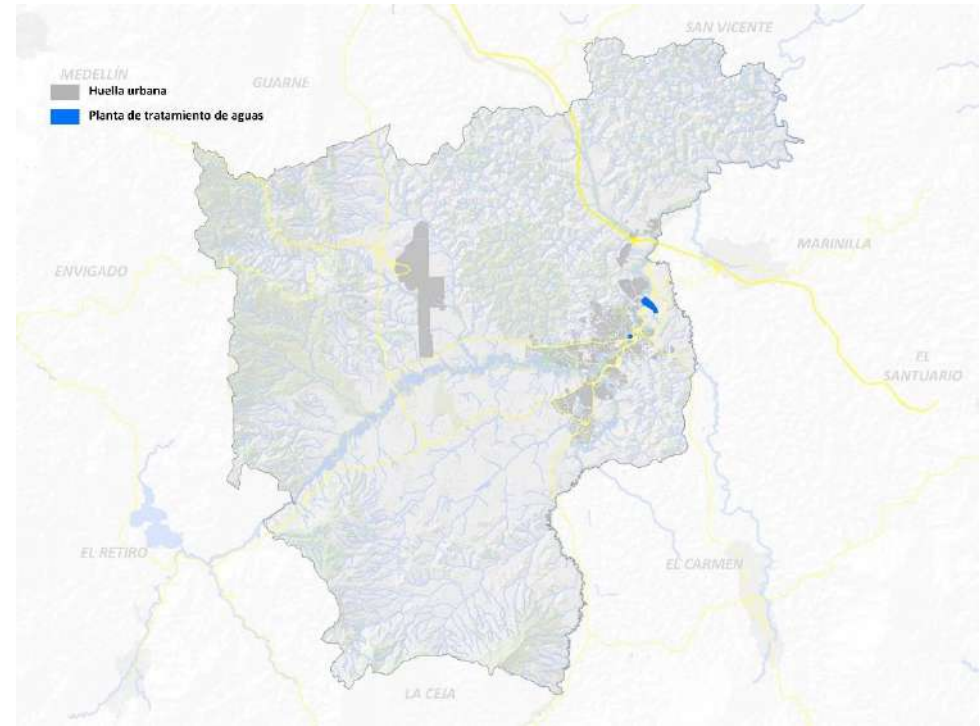 SAN VICENTE
MEDELLÍN
GUARNE
Huella urbana
Planta de tratamiento de aguas
MARINILLA
ENVIGADO
EL
SANTUARIO
EL RETIRO
EL CARMEN
LA CEJA